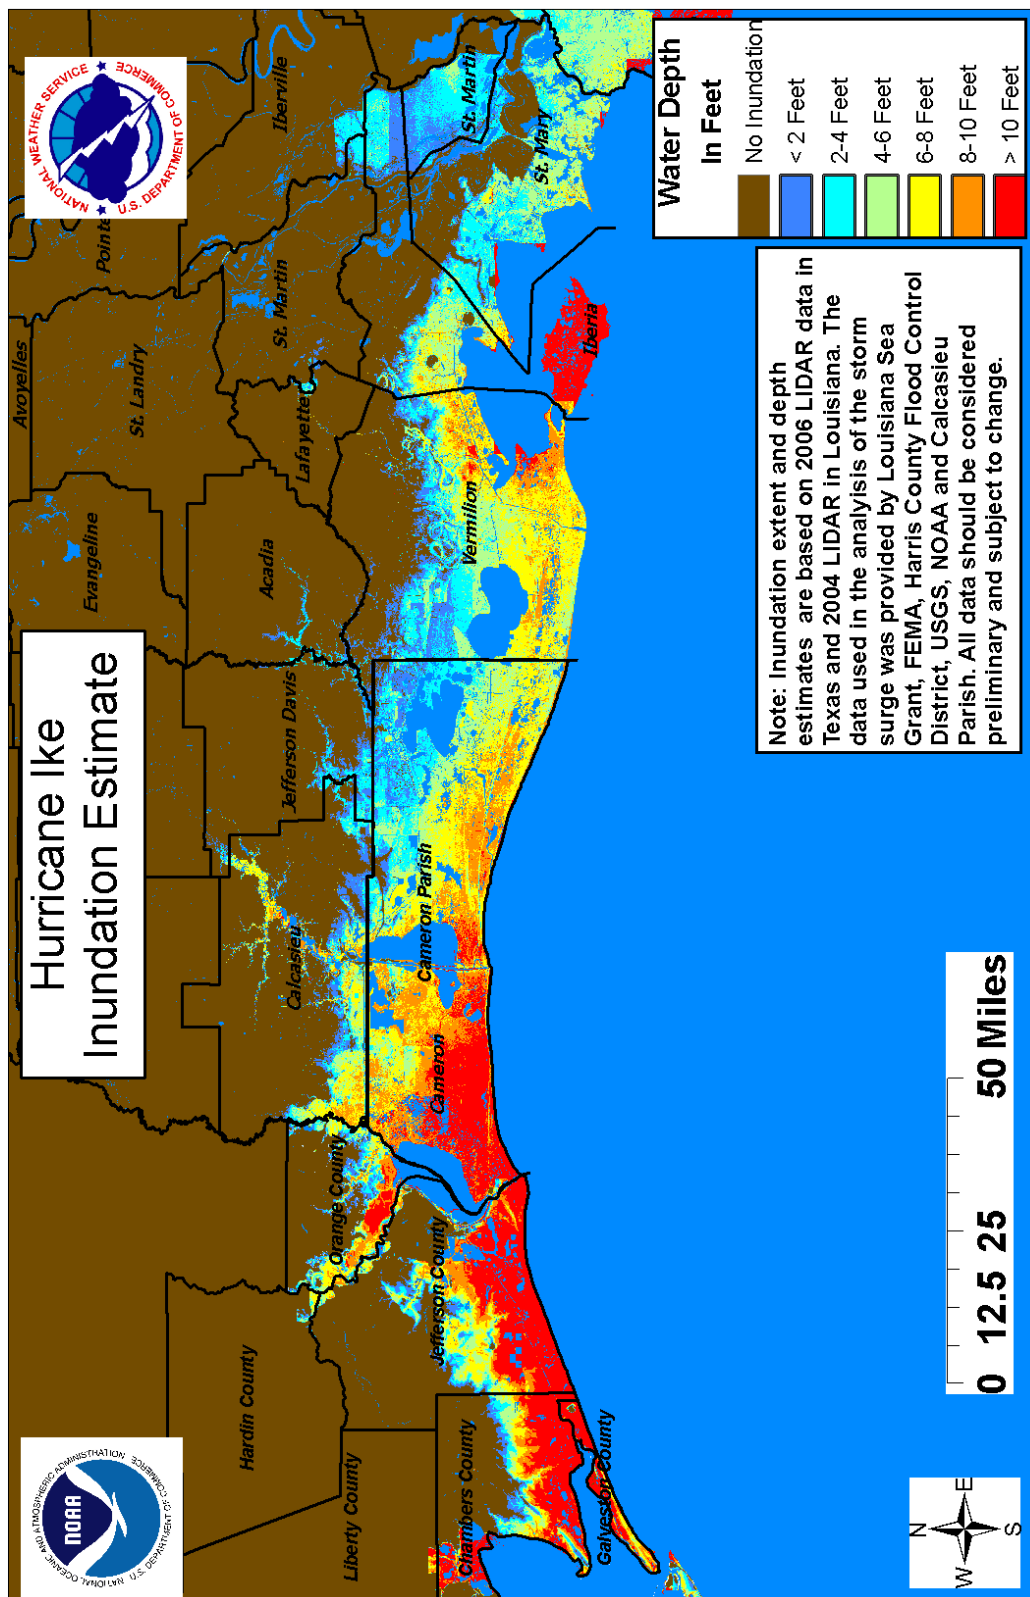 Hurricane Ike
Inundation Estimate
NATIONAL OCEANIC AND ATMOSPHERIC ADMINISTRATION
NOAA
U.S. DEPARTMENT OF COMMERCE
NATIONAL WEATHER SERVICE
U.S. DEPARTMENT OF COMMERCE
Avoyelles
Pointe
Evangeline
St. Landry
Iberville
Hardin County
Calcasieu
Jefferson Davis
Acadia
Lafayette
St. Martin
St. Martin
Liberty County
Orange County
Chambers County
Jefferson County
Cameron
Cameron Parish
Vermilion
St. Mary
Galveston County
Iberia
Water Depth
In Feet
No Inundation
< 2 Feet
2-4 Feet
4-6 Feet
6-8 Feet
8-10 Feet
> 10 Feet
Note: Inundation extent and depth
estimates are based on 2006 LIDAR data in
Texas and 2004 LIDAR in Louisiana. The
data used in the analyisis of the storm
surge was provided by Louisiana Sea
Grant, FEMA, Harris County Flood Control
District, USGS, NOAA and Calcasieu
Parish. All data should be considered
preliminary and subject to change.
0 12.5 25 50 Miles
N
W E
S